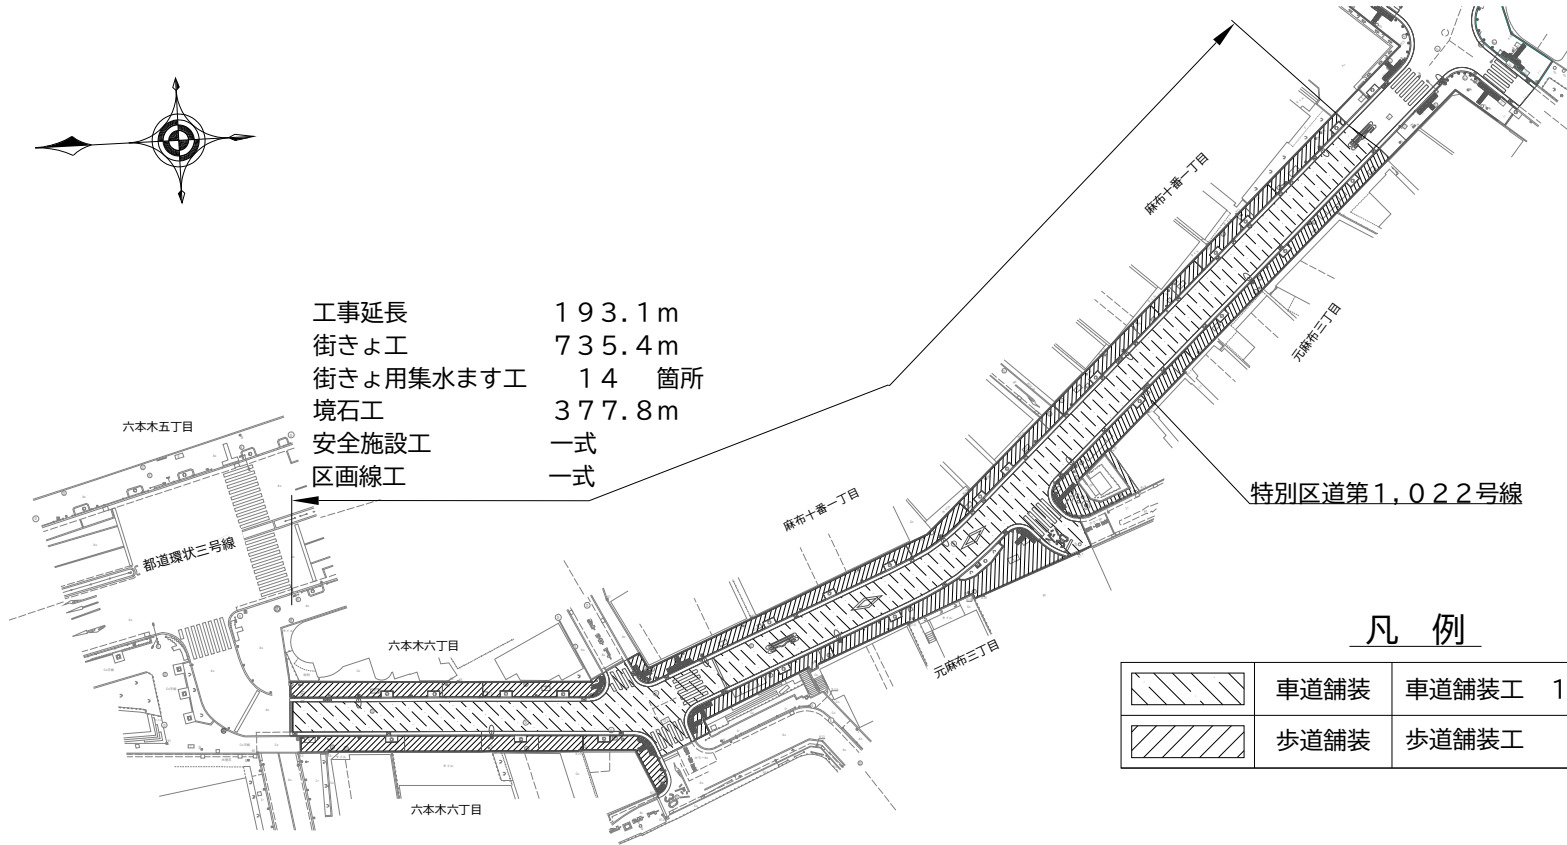 工事延長 193.1m
街きょ工 735.4m
街きょ用集水ます工 14 箇所
境石工 377.8m
安全施設工 一式
区画線工 一式
六本木五丁目
都道環状三号線
六本木六丁目
六本木六丁目
麻布十番一丁目
麻布十番一丁目
元麻布三丁目
元麻布三丁目
特別区道第1,022号線
凡 例
車道舗装 車道舗装工 1
歩道舗装 歩道舗装工